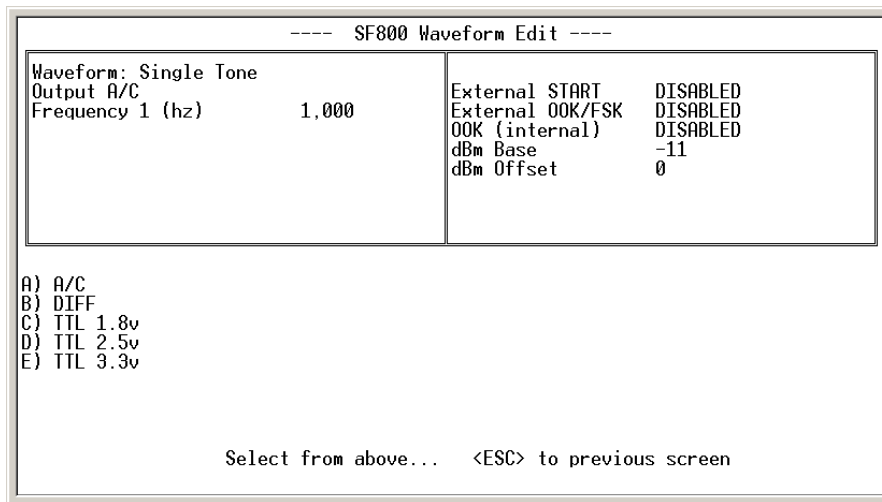 ---- SF800 Waveform Edit ----
Waveform: Single Tone
Output A/C
Frequency 1 (hz) 1,000
External START DISABLED
External OOK/FSK DISABLED
OOK (internal) DISABLED
dBm Base -11
dBm Offset 0
A) A/C
B) DIFF
C) TTL 1.8v
D) TTL 2.5v
E) TTL 3.3v
Select from above... <ESC> to previous screen